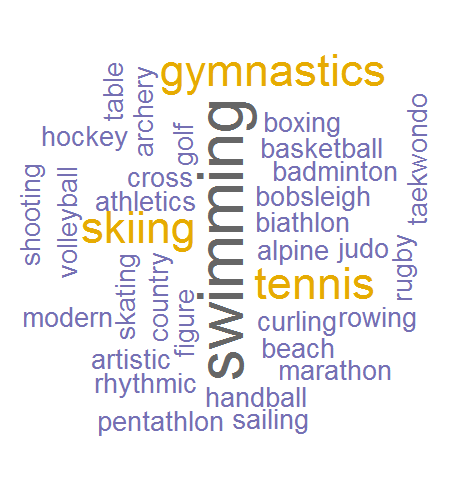 gymnastics
table
archery
golf
hockey
boxing
basketball
badminton
taekwondo
swimming
cross
athletics
bobsleigh
shooting
volleyball
skiing
biathlon
alpine
judo
rugby
tennis
skating
country
figure
modern
curling
rowing
beach
artistic
marathon
rhythmic
handball
pentathlon
sailing